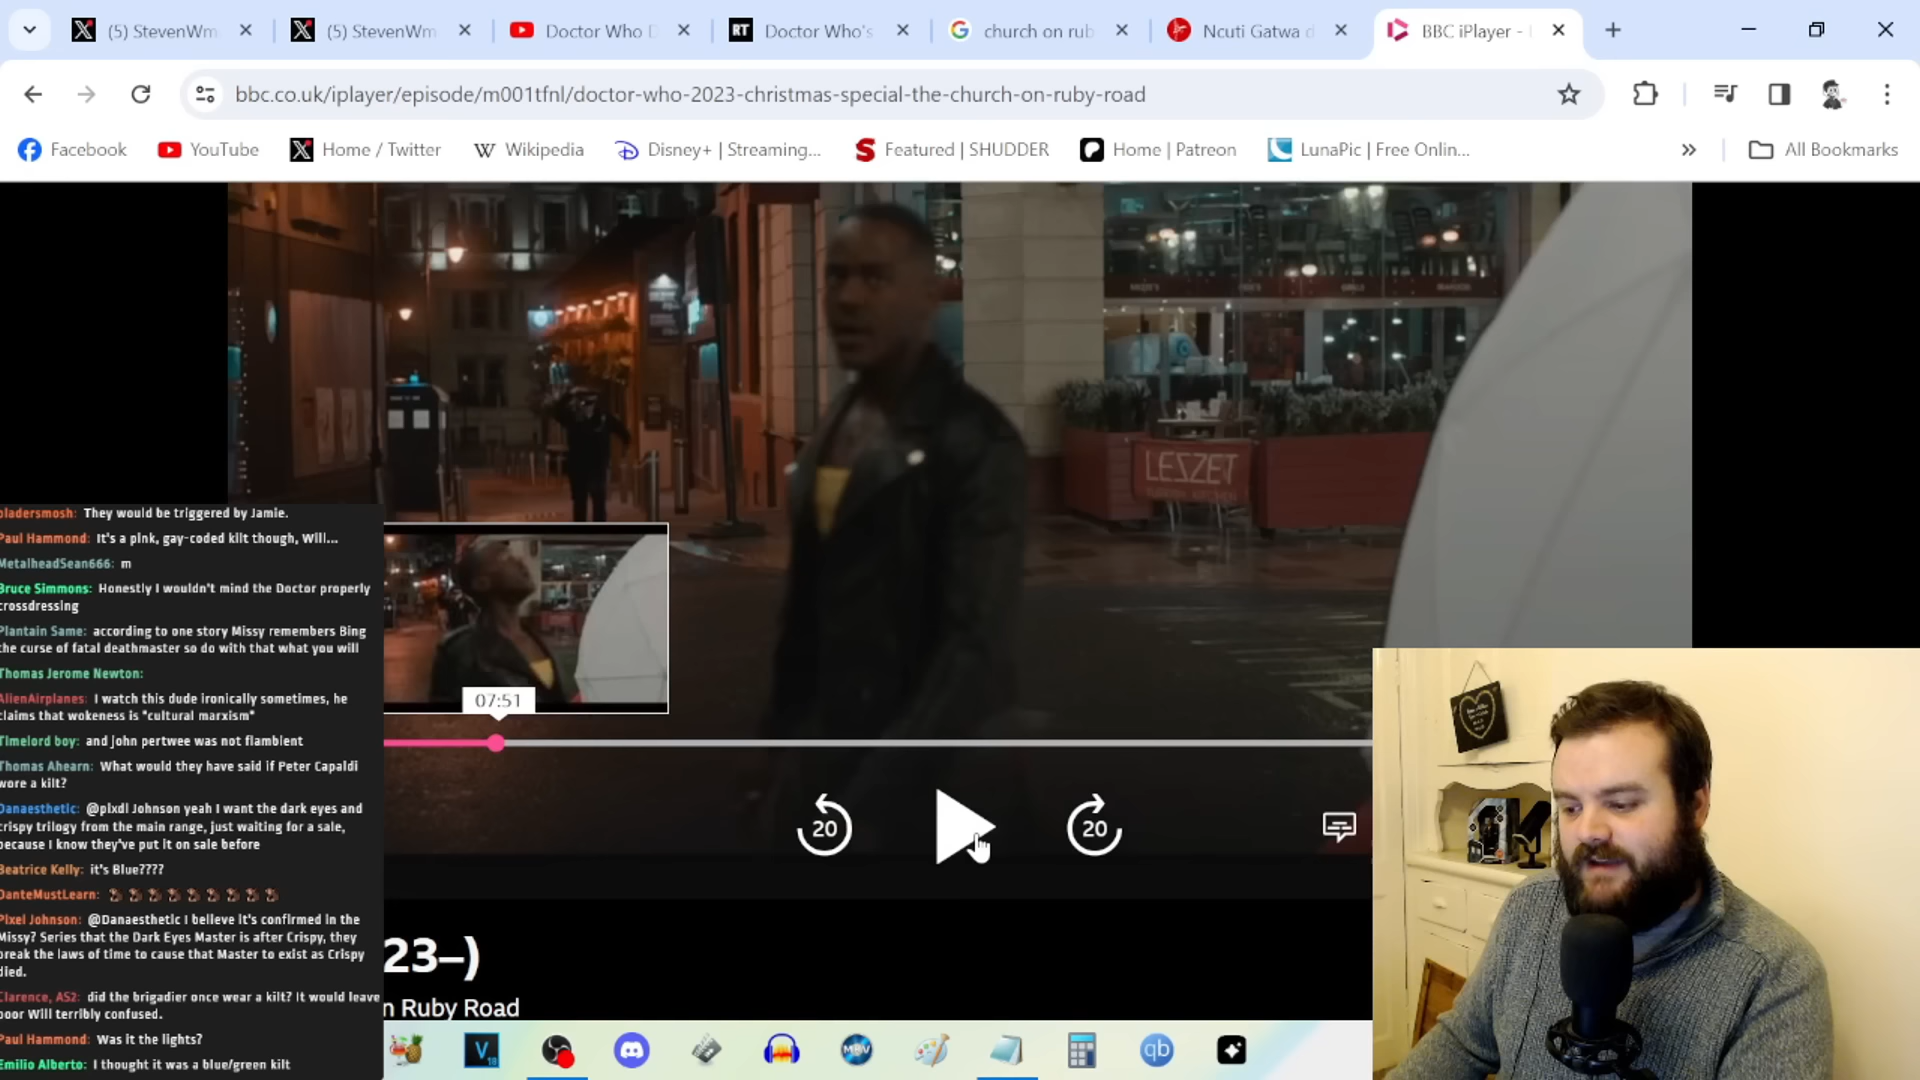 (5) StevenWm
(5) StevenWm
Doctor Who D
RT
Doctor Who's
church on rub
Ncuti Gatwa d
BBC iPlayer -
bbc.co.uk/iplayer/episode/m001tfnl/doctor-who-2023-christmas-special-the-church-on-ruby-road
Facebook
YouTube
Home / Twitter
W Wikipedia
Disney+ | Streaming...
Featured | SHUDDER
Home | Patreon
LunaPic | Free Onlin...
»
All Bookmarks
LESZET
07:51
20
20
23–)
n Ruby Road
bladersmosh: They would be triggered by Jamie.
Paul Hammond: It's a pink, gay-coded kilt though, Will...
MetalheadSean666: m
Bruce Simmons: Honestly I wouldn't mind the Doctor properly
crossdressing
Plantain Same: according to one story Missy remembers Bing
the curse of fatal deathmaster so do with that what you will
Thomas Jerome Newton:
AlienAirplanes: I watch this dude ironically sometimes, he
claims that wokeness is "cultural marxism"
Timelord boy: and john pertwee was not flambient
Thomas Ahearn: What would they have said if Peter Capaldi
wore a kilt?
Danaesthetic: @pixdl Johnson yeah I want the dark eyes and
crispy trilogy from the main range, just waiting for a sale,
because I know they've put it on sale before
Beatrice Kelly: it's Blue????
DanteMustLearn:
Pixel Johnson: @Danaesthetic I believe it's confirmed in the
Missy? Series that the Dark Eyes Master is after Crispy, they
break the laws of time to cause that Master to exist as Crispy
died.
Clarence, AS2: did the brigadier once wear a kilt? It would leave
poor Will terribly confused.
Paul Hammond: Was it the lights?
Emilio Alberto: I thought it was a blue/green kilt
V
18
MPV
qb